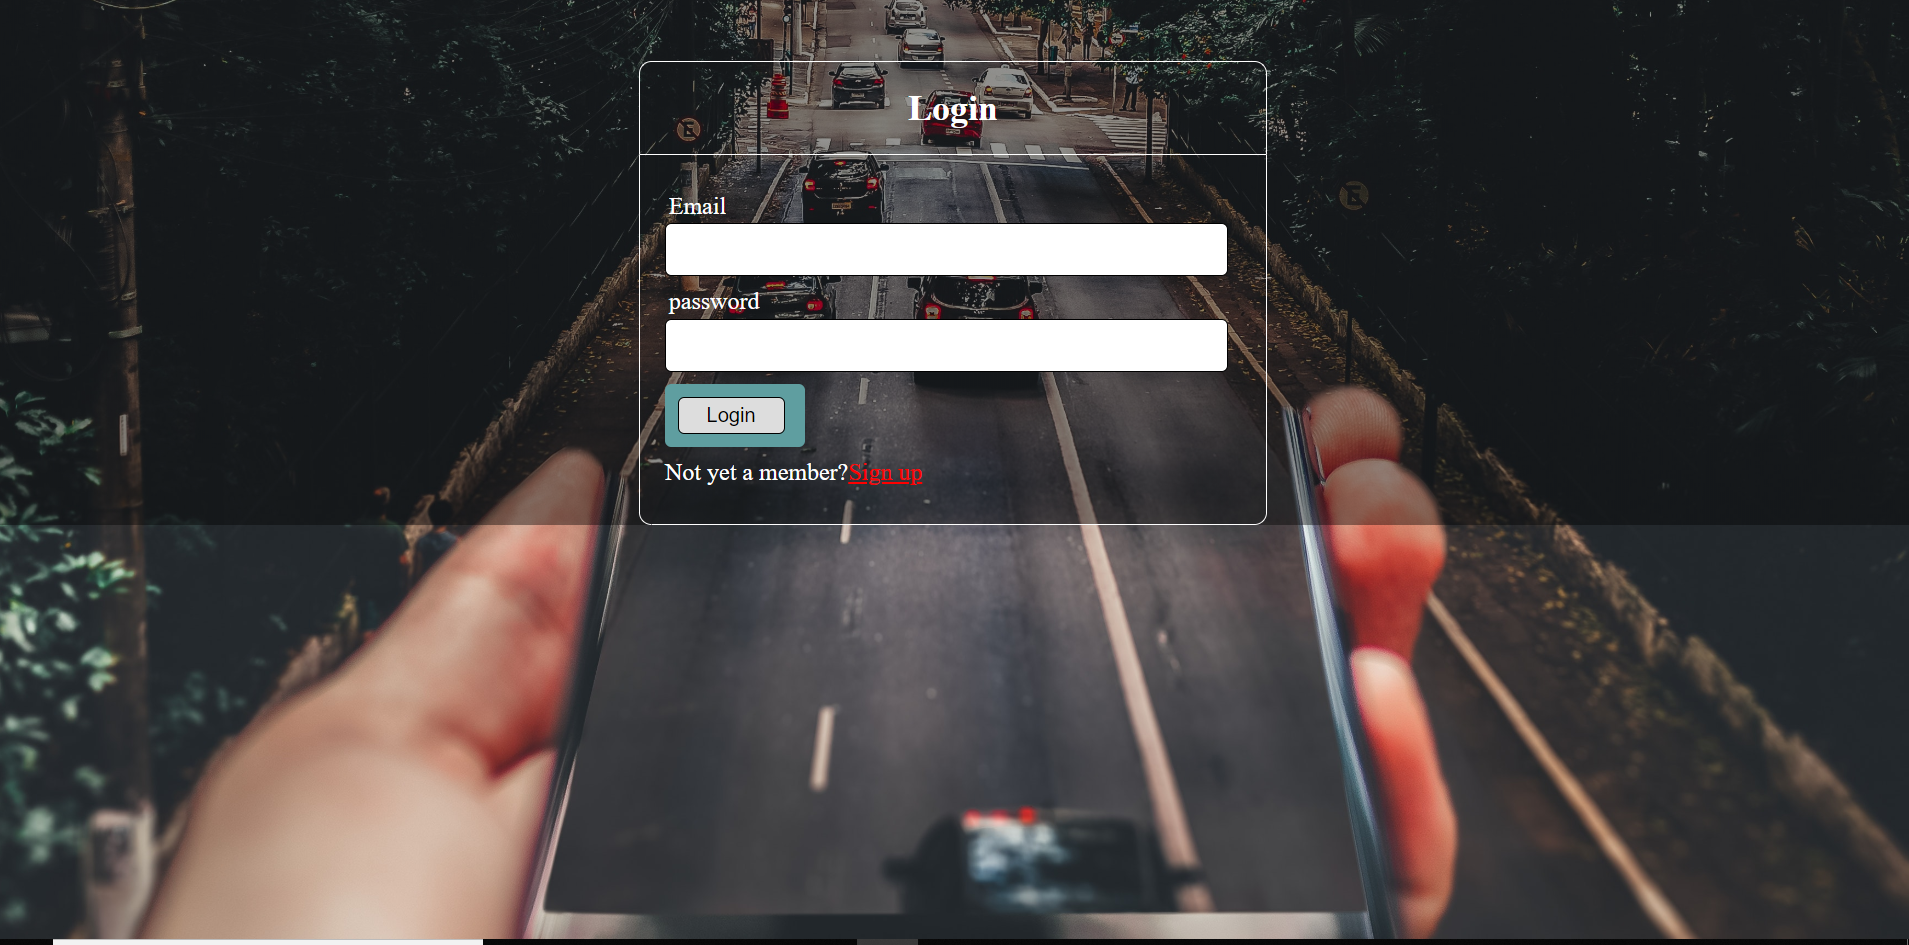 Login
Email
password
Login
Not yet a member?Sign up